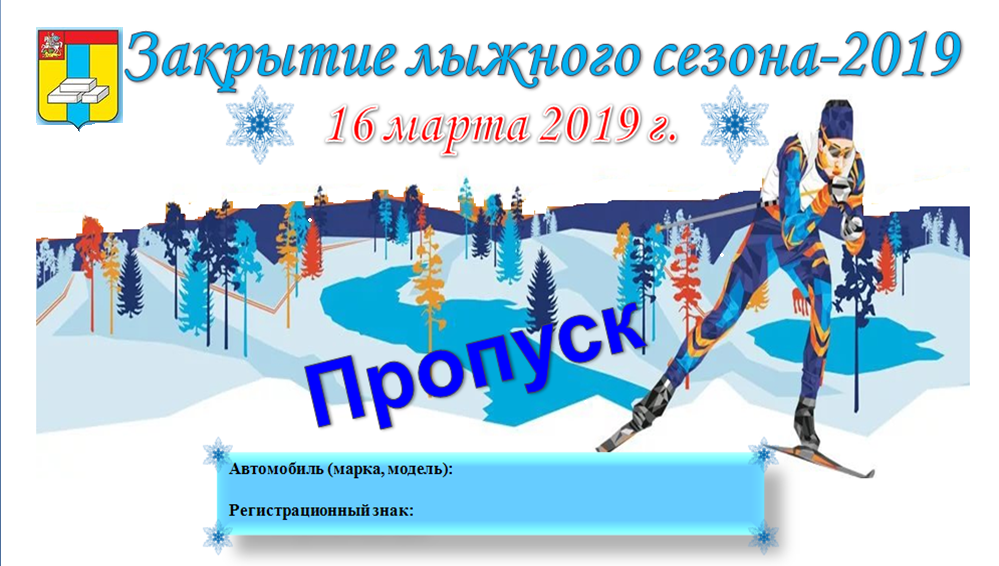 Закрытие лыжного сезона-2019
16 марта 2019 г.
Пропуск
Автомобиль (марка, модель):
Регистрационный знак: